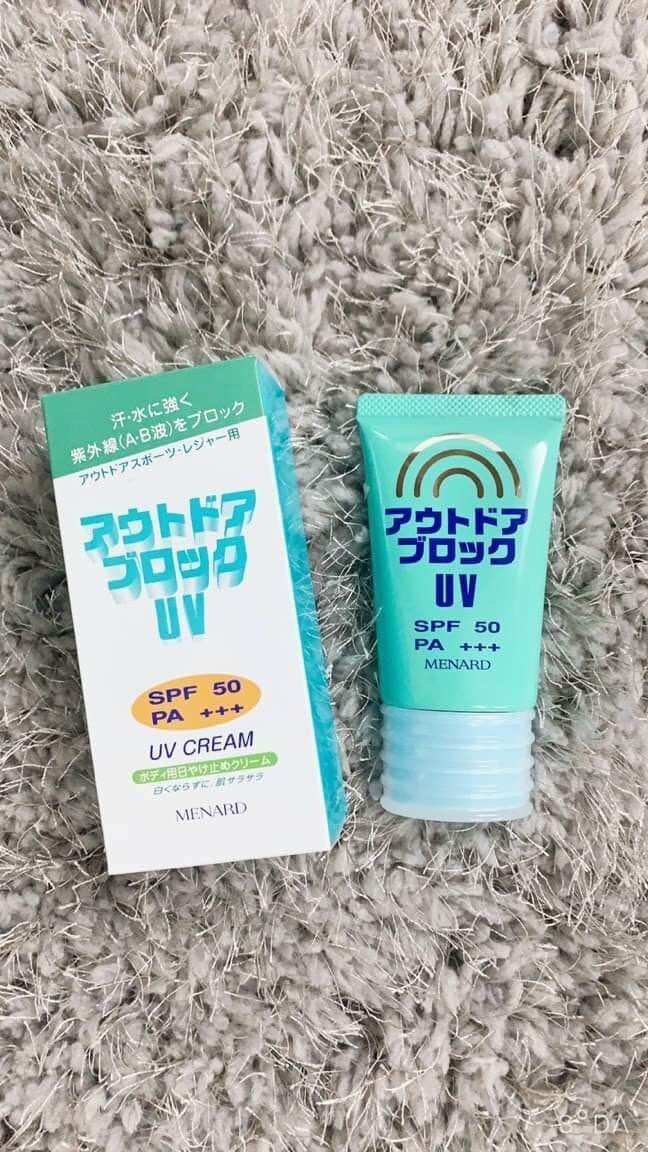 汗・水に強く
紫外線(A・B波)をブロック
アウトドアスポーツ・レジャー用
アウトドア
ブロック
UV
SPF 50
PA +++
UV CREAM
ボディ用日やけ止めクリーム
白くならずに、肌サラサラ
MENARD
アウトドア
ブロック
UV
SPF 50
PA +++
MENARD